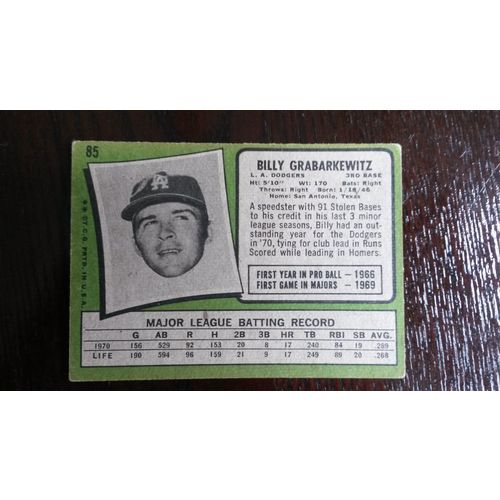 85
BILLY GRABARKEWITZ
L. A. DODGERS 3RD BASE
Ht: 5'10" Wt: 170 Bats: Right
Throws: Right Born: 1/18/46
Home: San Antonio, Texas
A speedster with 91 Stolen Bases
to his credit in his last 3 minor
league seasons, Billy had an out-
standing year for the Dodgers
in '70, tying for club lead in Runs
Scored while leading in Homers.
FIRST YEAR IN PRO BALL — 1966
FIRST GAME IN MAJORS — 1969
T.C.G. PRTD. IN U.S.A.
MAJOR LEAGUE BATTING RECORD
G AB R H 2B 3B HR TB RBI SB AVG.
1970 156 529 92 153 20 8 17 240 84 19 .289
LIFE 190 594 96 159 9 17 249 89 20 .268